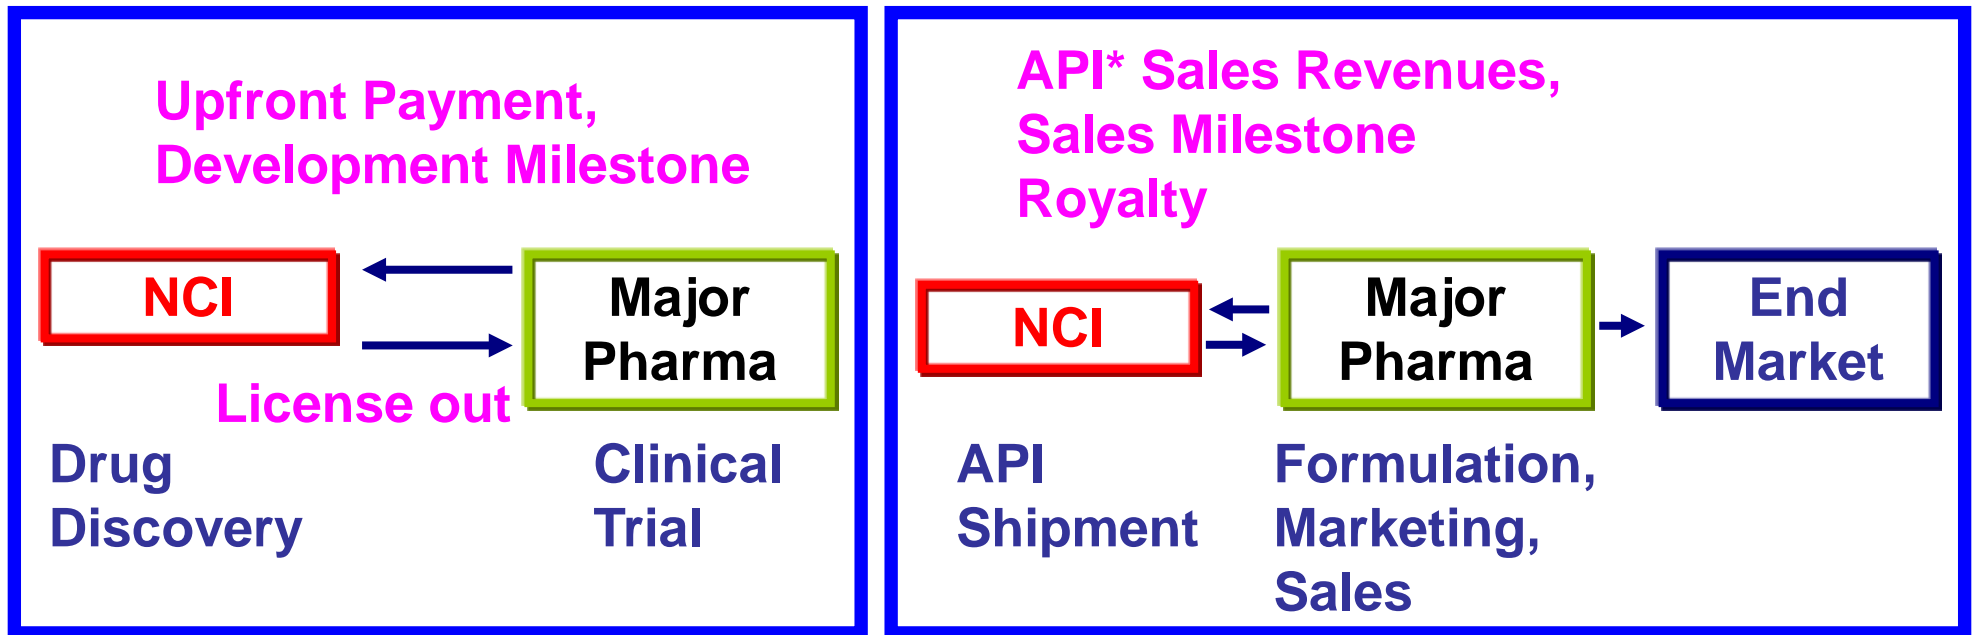 Upfront Payment,
Development Milestone
NCI
Major
Pharma
License out
Drug
Discovery
Clinical
Trial
API* Sales Revenues,
Sales Milestone
Royalty
NCI
Major
Pharma
End
Market
API
Shipment
Formulation,
Marketing,
Sales